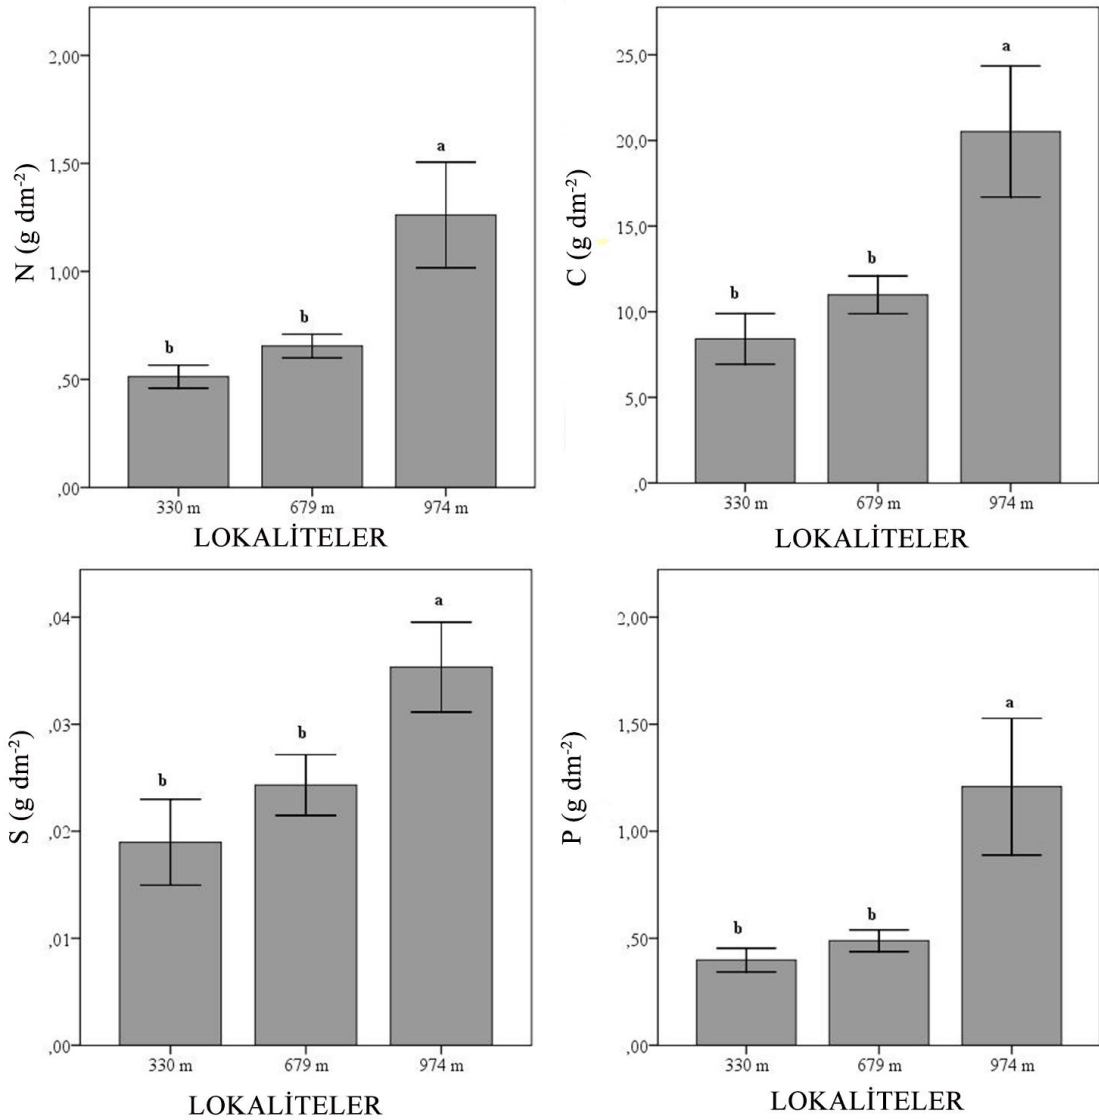 2,00
1,50
1,00
,50
,00
N (g dm-2)
b
b
a
330 m
679 m
974 m
LOKALİTELER
25,0
20,0
15,0
10,0
5,0
,0
C (g dm-2)
b
b
a
330 m
679 m
974 m
LOKALİTELER
,04
,03
,02
,01
,00
S (g dm-2)
b
b
a
330 m
679 m
974 m
LOKALİTELER
2,00
1,50
1,00
,50
,00
P (g dm-2)
b
b
a
330 m
679 m
974 m
LOKALİTELER